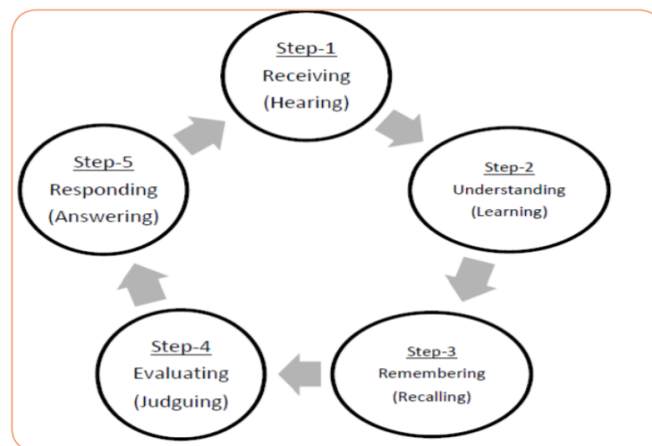 Step-1
Receiving
(Hearing)
Step-2
Understanding
(Learning)
Step-3
Remembering
(Recalling)
Step-4
Evaluating
(Judguing)
Step-5
Responding
(Answering)